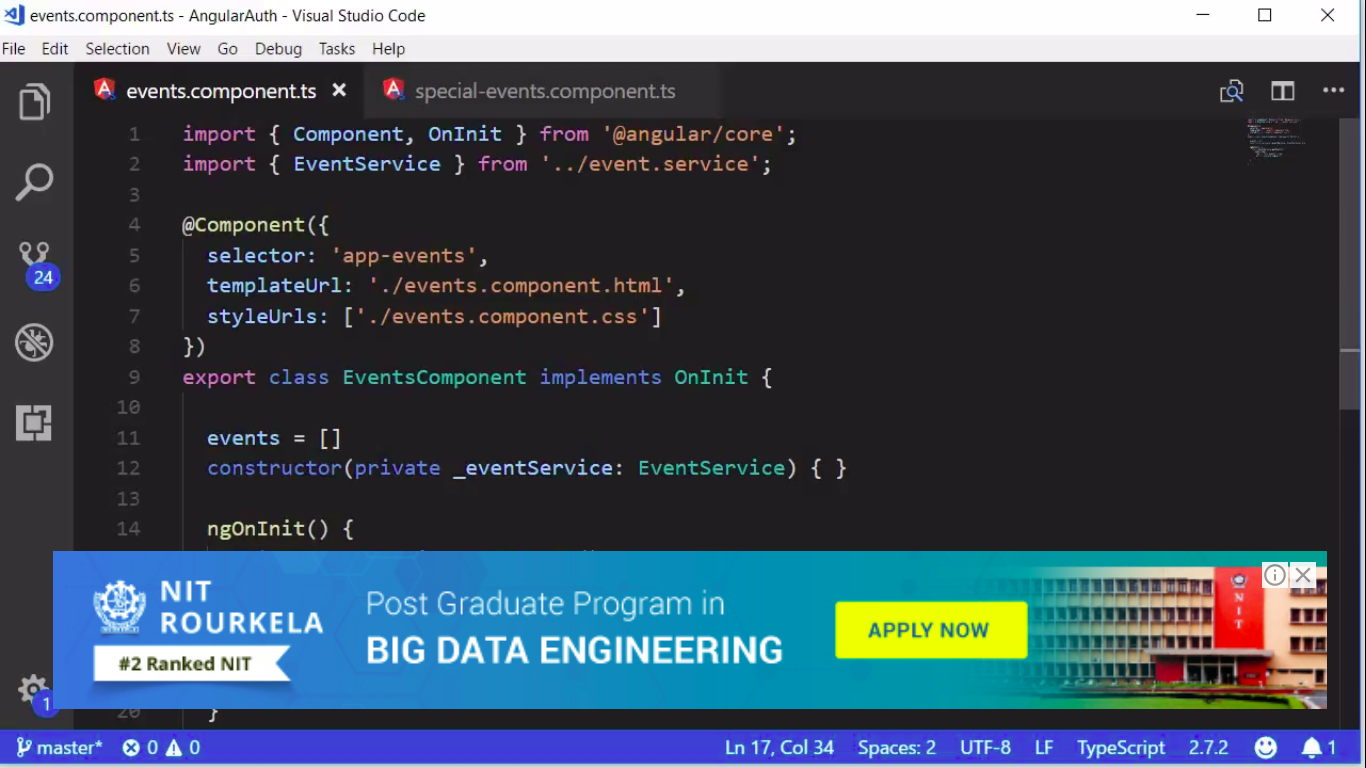 events.component.ts - AngularAuth - Visual Studio Code
File Edit Selection View Go Debug Tasks Help
events.component.ts special-events.component.ts
1 import { Component, OnInit } from '@angular/core';
2 import { EventService } from '../event.service';
3
4 @Component({
5 selector: 'app-events',
6 templateUrl: './events.component.html',
7 styleUrls: ['./events.component.css']
8 })
9 export class EventsComponent implements OnInit {
10
11 events = []
12 constructor(private _eventService: EventService) { }
13
14 ngOnInit() {
20 }
24
1
NIT
ROURKELA
#2 Ranked NIT
Post Graduate Program in
BIG DATA ENGINEERING
APPLY NOW
NIT
master* 0 0 Ln 17, Col 34 Spaces: 2 UTF-8 LF TypeScript 2.7.2 1